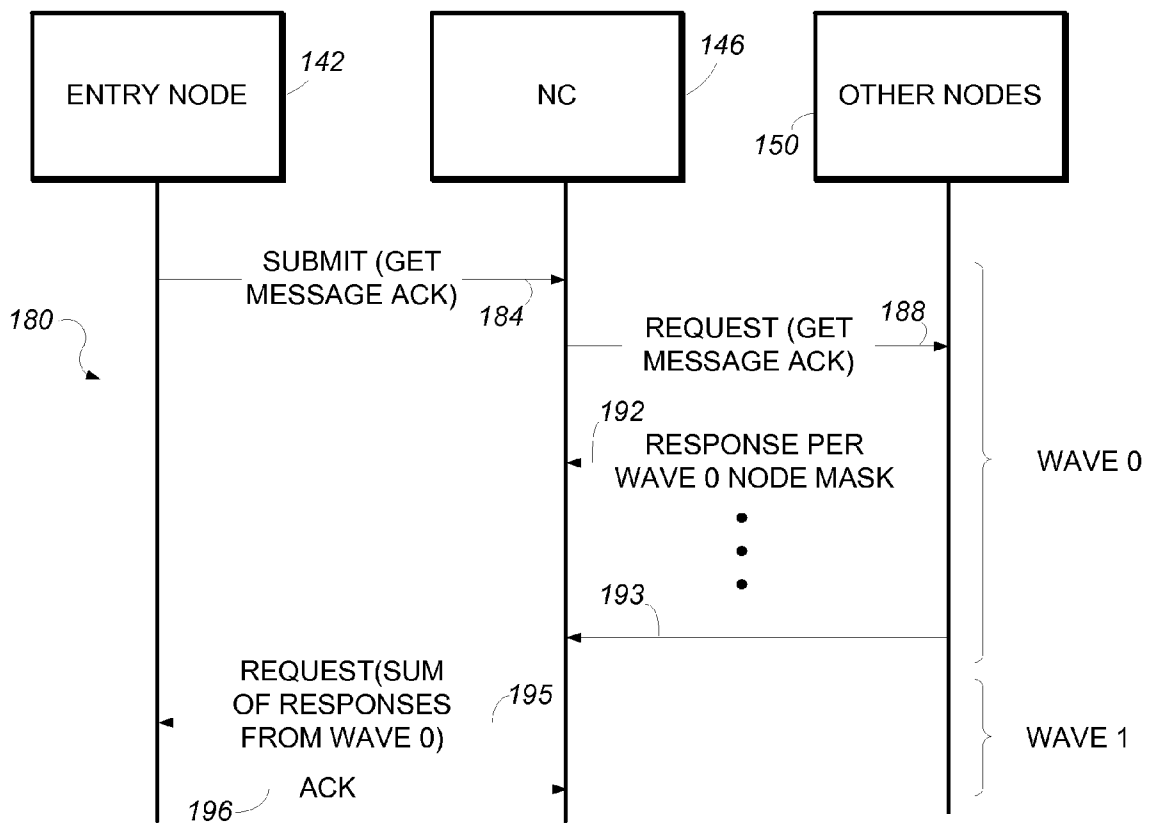 ENTRY NODE
142
NC
146
OTHER NODES
150
SUBMIT (GET
MESSAGE ACK)
184
180
REQUEST (GET
MESSAGE ACK)
188
192
RESPONSE PER
WAVE 0 NODE MASK
WAVE 0
193
REQUEST(SUM
OF RESPONSES
FROM WAVE 0)
195
WAVE 1
ACK
196